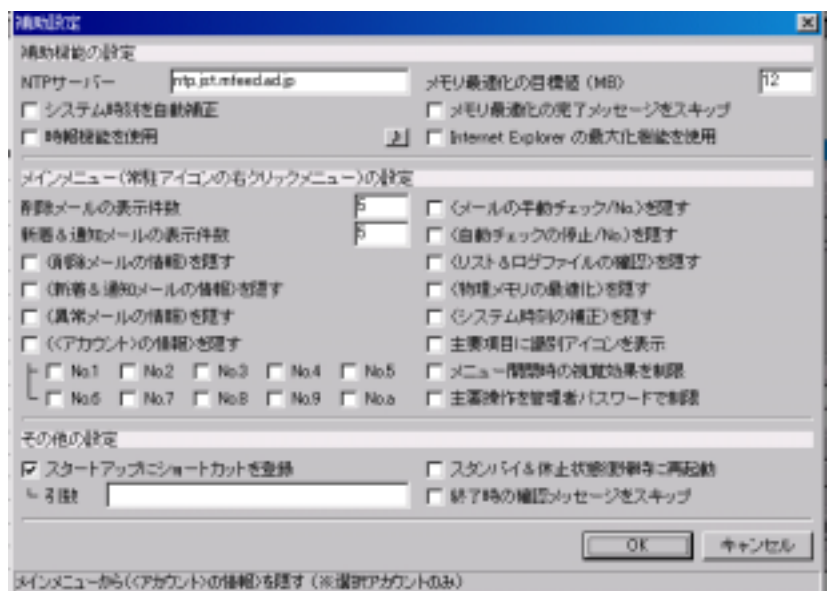 補助設定
補助機能の設定
NTPサーバー ntp.jst.mfeed.ad.jp メモリ最適化の目標値 (MB) 12
システム時刻を自動補正 メモリ最適化の完了メッセージをスキップ
時報機能を使用 Internet Explorer の最大化機能を使用
メインメニュー(常駐アイコンの右クリックメニュー)の設定
削除メールの表示件数 5 (メールの手動チェック/No.)を隠す
新着&通知メールの表示件数 5 (自動チェックの停止/No.)を隠す
(削除メールの情報)を隠す (リスト&ログファイルの確認)を隠す
(新着&通知メールの情報)を隠す (物理メモリの最適化)を隠す
(異常メールの情報)を隠す (システム時刻の補正)を隠す
(<アカウント>の情報)を隠す 主要項目に識別アイコンを表示
No.1 No.2 No.3 No.4 No.5 メニュー開閉時の視覚効果を制限
No.6 No.7 No.8 No.9 No.a 主要操作を管理者パスワードで制限
その他の設定
スタートアップにショートカットを登録 スタンバイ&休止状態復帰時に再起動
引数 終了時の確認メッセージをスキップ
OK キャンセル
メインメニューから(<アカウント>の情報)を隠す (※選択アカウントのみ)